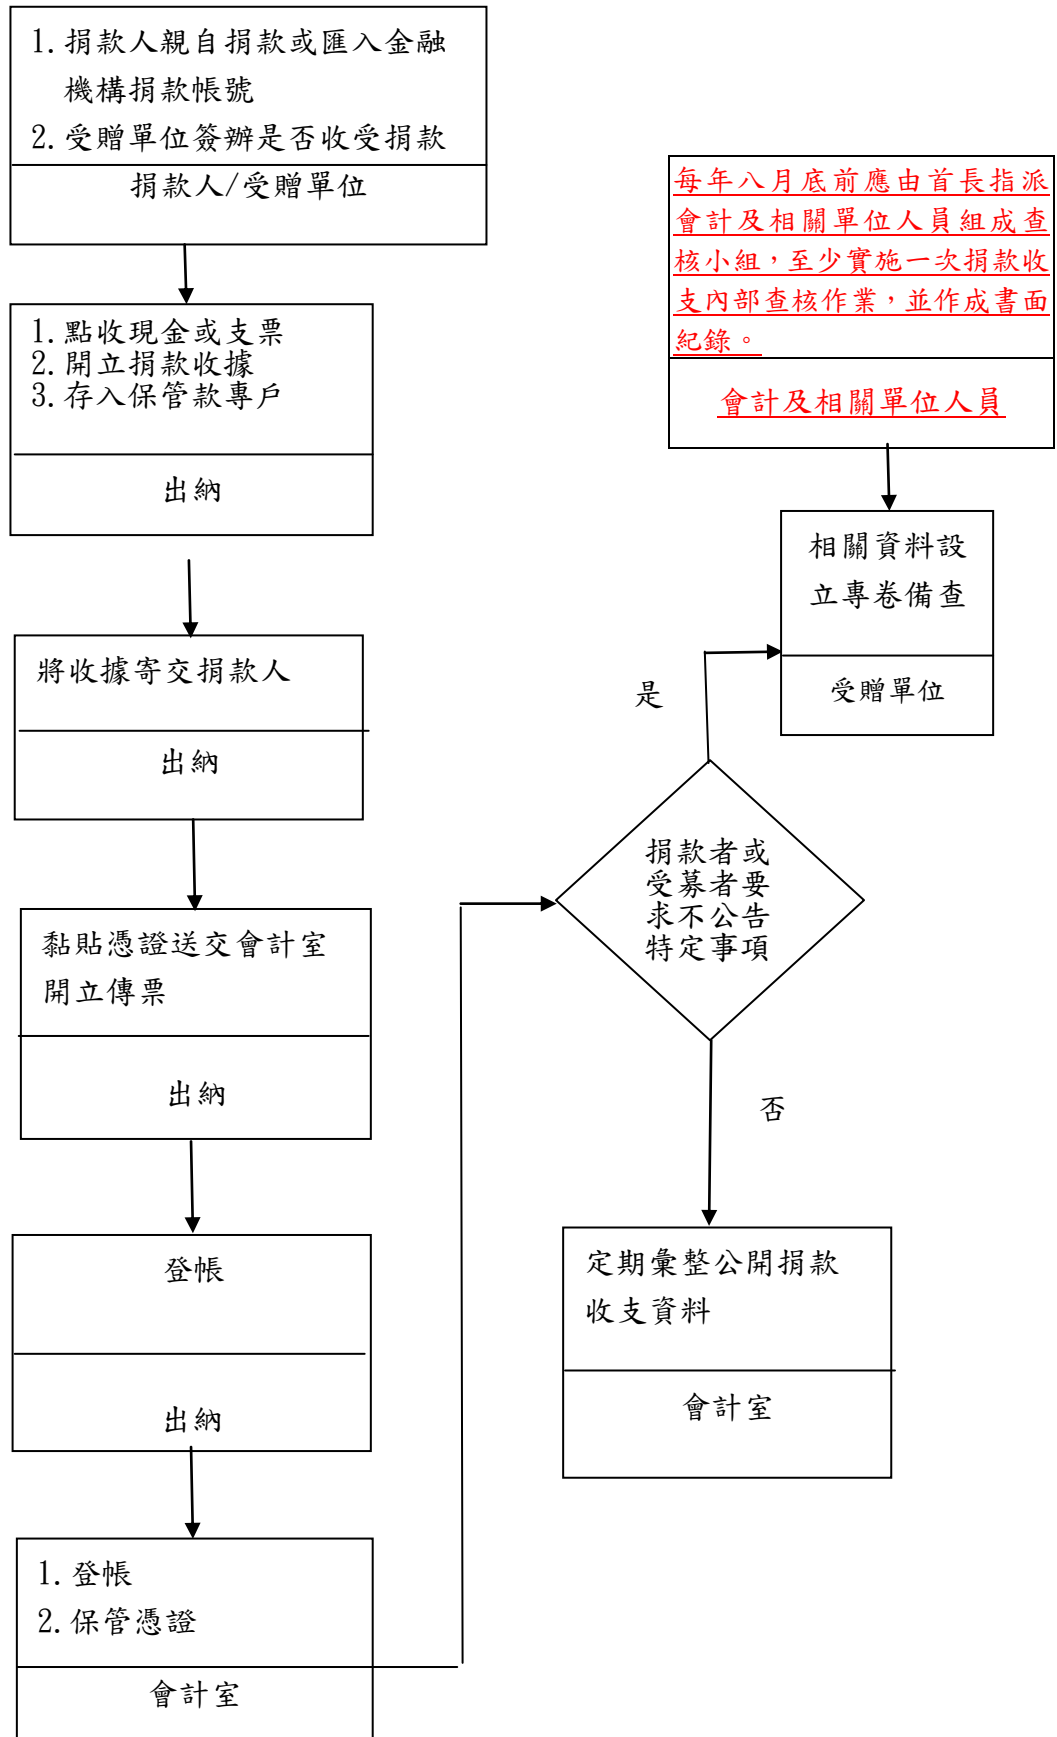 1. 捐款人親自捐款或匯入金融
機構捐款帳號
2. 受贈單位簽辦是否收受捐款
捐款人/受贈單位
1. 點收現金或支票
2. 開立捐款收據
3. 存入保管款專戶
出納
將收據寄交捐款人
出納
黏貼憑證送交會計室
開立傳票
出納
登帳
出納
1. 登帳
2. 保管憑證
會計室
每年八月底前應由首長指派
會計及相關單位人員組成查
核小組，至少實施一次捐款收
支內部查核作業，並作成書面
紀錄。
會計及相關單位人員
相關資料設
立專卷備查
受贈單位
是
捐款者或
受募者要
求不公告
特定事項
否
定期彙整公開捐款
收支資料
會計室